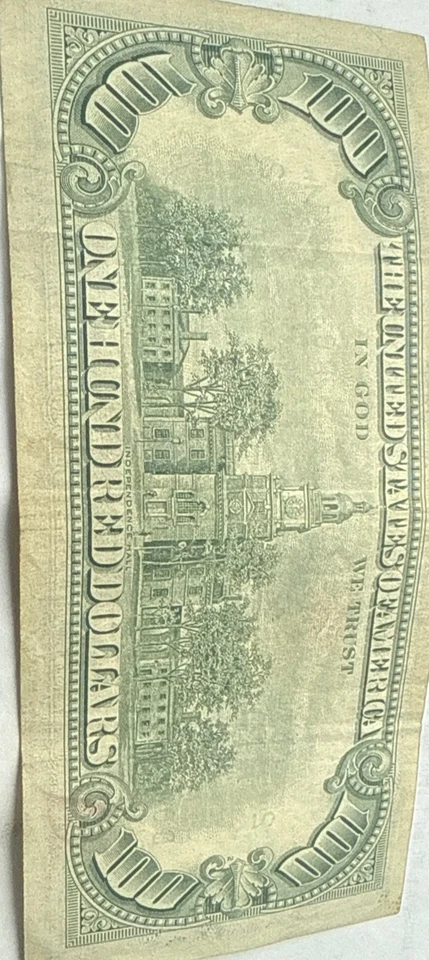 100 100
THE UNITED STATES OF AMERICA
IN GOD WE TRUST
INDEPENDENCE HALL
100 100
ONE HUNDRED DOLLARS